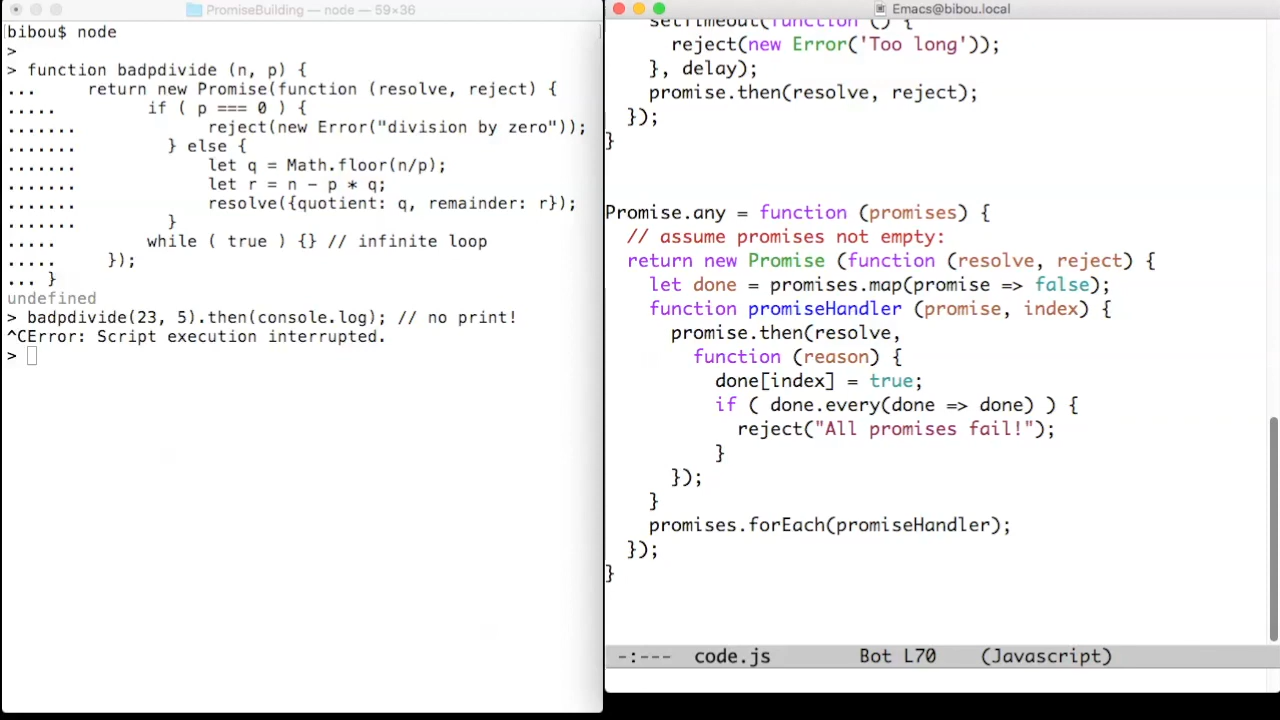 PromiseBuilding — node — 59×36
bibou$ node
>
> function badpdivide (n, p) {
...     return new Promise(function (resolve, reject) {
.....         if ( p === 0 ) {
.......             reject(new Error("division by zero"));
.......         } else {
.......             let q = Math.floor(n/p);
.......             let r = n - p * q;
.......             resolve({quotient: q, remainder: r});
.......         }
.....         while ( true ) {} // infinite loop
.....     });
... }
undefined
> badpdivide(23, 5).then(console.log); // no print!
^CError: Script execution interrupted.
>
Emacs@bibou.local
setTimeout(function () {
      reject(new Error('Too long'));
    }, delay);
    promise.then(resolve, reject);
  });
}
Promise.any = function (promises) {
  // assume promises not empty:
  return new Promise (function (resolve, reject) {
    let done = promises.map(promise => false);
    function promiseHandler (promise, index) {
      promise.then(resolve,
        function (reason) {
          done[index] = true;
          if ( done.every(done => done) ) {
            reject("All promises fail!");
          }
      });
    }
    promises.forEach(promiseHandler);
  });
}
-:---  code.js        Bot L70    (Javascript)